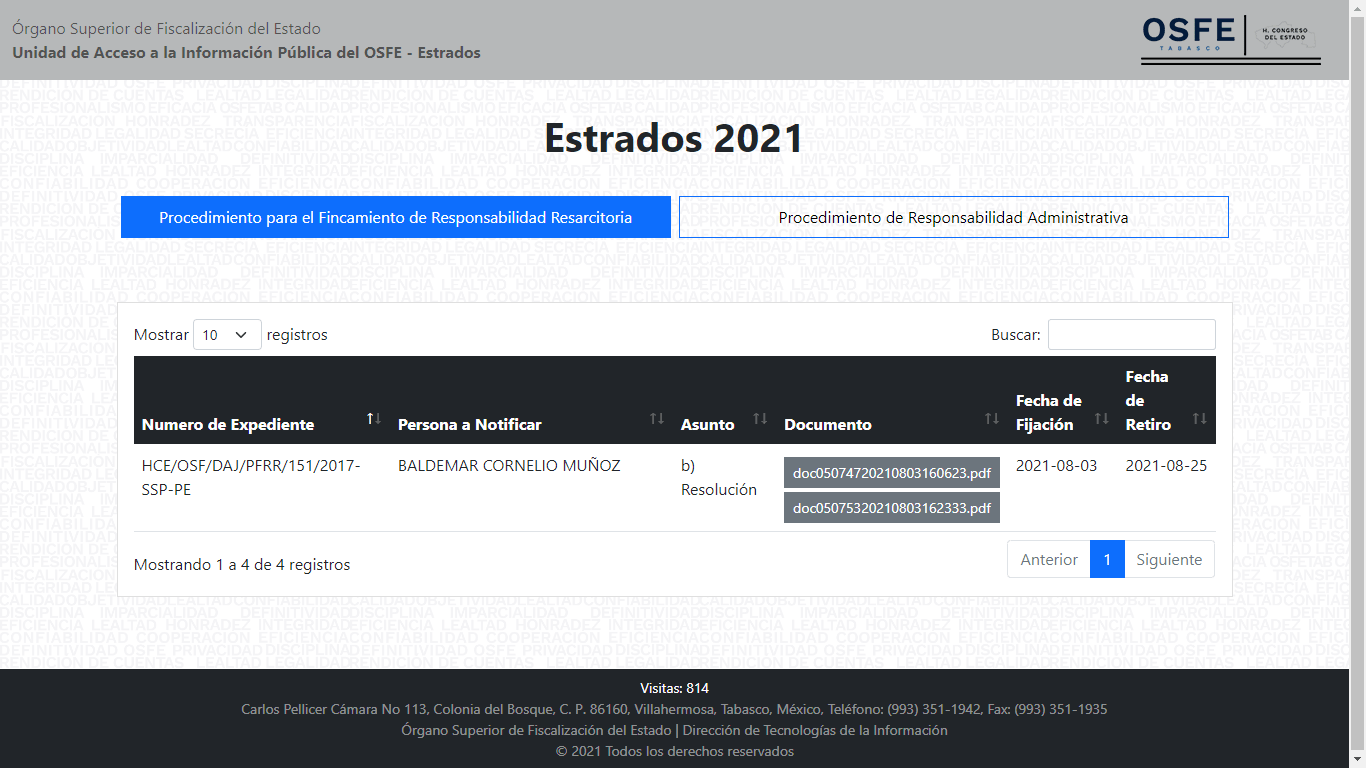 Órgano Superior de Fiscalización del Estado
Unidad de Acceso a la Información Pública del OSFE - Estrados
OSFE
TABASCO
H. CONGRESO
DEL ESTADO
Estrados 2021
Procedimiento para el Fincamiento de Responsabilidad Resarcitoria
Procedimiento de Responsabilidad Administrativa
Mostrar 10 registros
Buscar:
Numero de Expediente
Persona a Notificar
Asunto
Documento
Fecha de
Fijación
Fecha
de
Retiro
HCE/OSF/DAJ/PFRR/151/2017-
SSP-PE
BALDEMAR CORNELIO MUÑOZ
b)
Resolución
doc05074720210803160623.pdf
doc05075320210803162333.pdf
2021-08-03
2021-08-25
Mostrando 1 a 4 de 4 registros
Anterior 1 Siguiente
Visitas: 814
Carlos Pellicer Cámara No 113, Colonia del Bosque, C. P. 86160, Villahermosa, Tabasco, México, Teléfono: (993) 351-1942, Fax: (993) 351-1935
Órgano Superior de Fiscalización del Estado | Dirección de Tecnologías de la Información
© 2021 Todos los derechos reservados